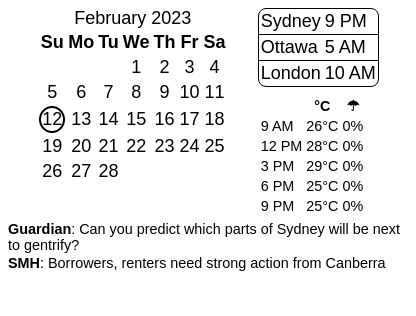 February 2023
Su Mo Tu We Th Fr Sa
1 2 3 4
5 6 7 8 9 10 11
12 13 14 15 16 17 18
19 20 21 22 23 24 25
26 27 28
Sydney 9 PM
Ottawa 5 AM
London 10 AM
°C ☂
9 AM 26°C 0%
12 PM 28°C 0%
3 PM 29°C 0%
6 PM 25°C 0%
9 PM 25°C 0%
Guardian: Can you predict which parts of Sydney will be next
to gentrify?
SMH: Borrowers, renters need strong action from Canberra